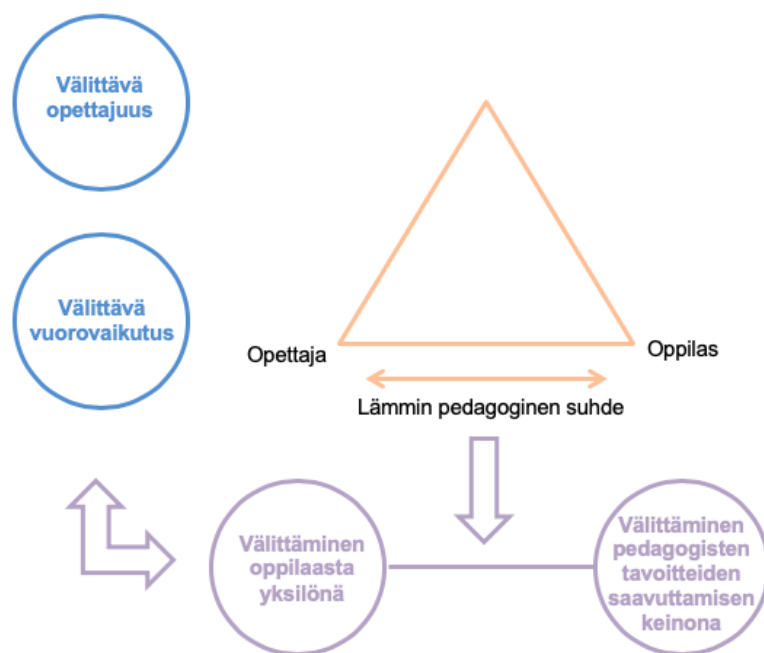 Välittävä
opettajuus
Välittävä
vuorovaikutus
Opettaja
Oppilas
Lämmin pedagoginen suhde
Välittäminen
oppilaasta
yksilönä
Välittäminen
pedagogisten
tavoitteiden
saavuttamisen
keinona